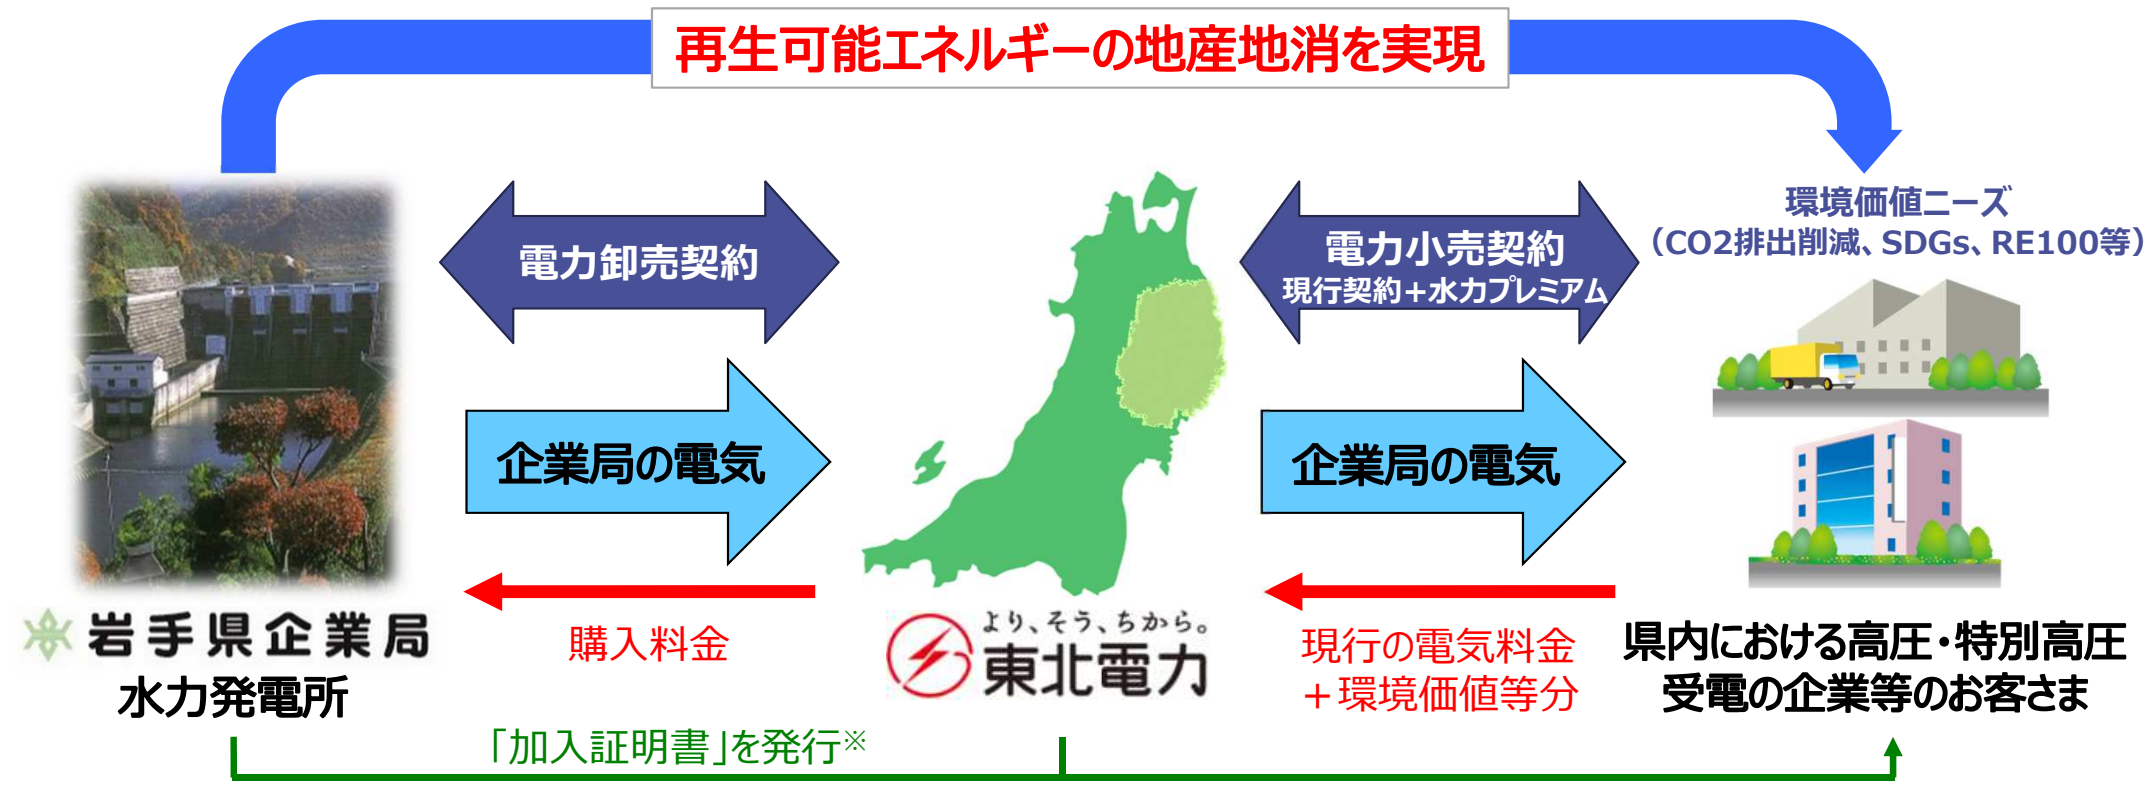 再生可能エネルギーの地産地消を実現
電力卸売契約
電力小売契約
現行契約＋水力プレミアム
環境価値ニーズ
（CO2排出削減、SDGs、RE100等）
企業局の電気
企業局の電気
購入料金
現行の電気料金
＋環境価値等分
岩手県企業局
水力発電所
より、そう、ちから。
東北電力
県内における高圧・特別高圧
受電の企業等のお客さま
「加入証明書」を発行※